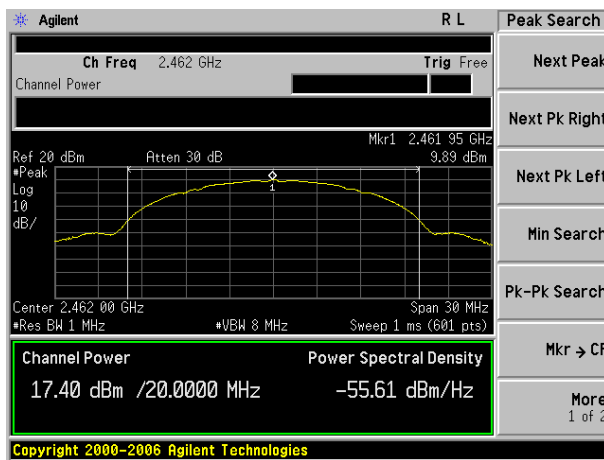 Agilent R L Peak Search
Ch Freq 2.462 GHz Trig Free
Channel Power
Next Peak
Next Pk Right
Mkr1 2.461 95 GHz
Ref 20 dBm Atten 30 dB 9.89 dBm
#Peak
Log
10
dB/
1
Next Pk Left
Min Search
Pk-Pk Search
Center 2.462 00 GHz Span 30 MHz
#Res BW 1 MHz #VBW 8 MHz Sweep 1 ms (601 pts)
Channel Power Power Spectral Density
17.40 dBm /20.0000 MHz -55.61 dBm/Hz
Mkr → CF
More
1 of 2
Copyright 2000-2006 Agilent Technologies